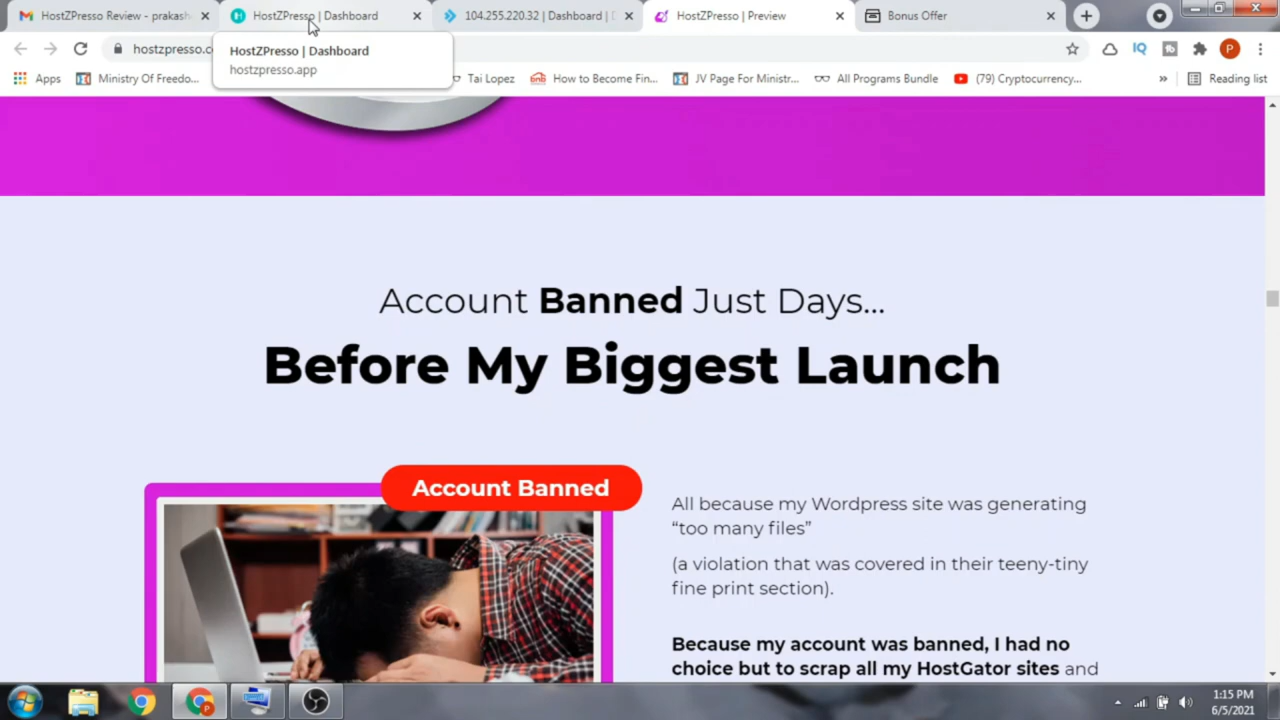 HostZPresso Review - prakash
HostZPresso | Dashboard
104.255.220.32 | Dashboard |
HostZPresso | Preview
Bonus Offer
hostzpresso.c
HostZPresso | Dashboard
hostzpresso.app
Apps
Ministry Of Freedo...
Tai Lopez
How to Become Fin...
JV Page For Ministr...
All Programs Bundle
(79) Cryptocurrency...
»
Reading list
Account Banned Just Days...
Before My Biggest Launch
Account Banned
All because my Wordpress site was generating
“too many files”
(a violation that was covered in their teeny-tiny
fine print section).
Because my account was banned, I had no
choice but to scrap all my HostGator sites and
1:15 PM
6/5/2021